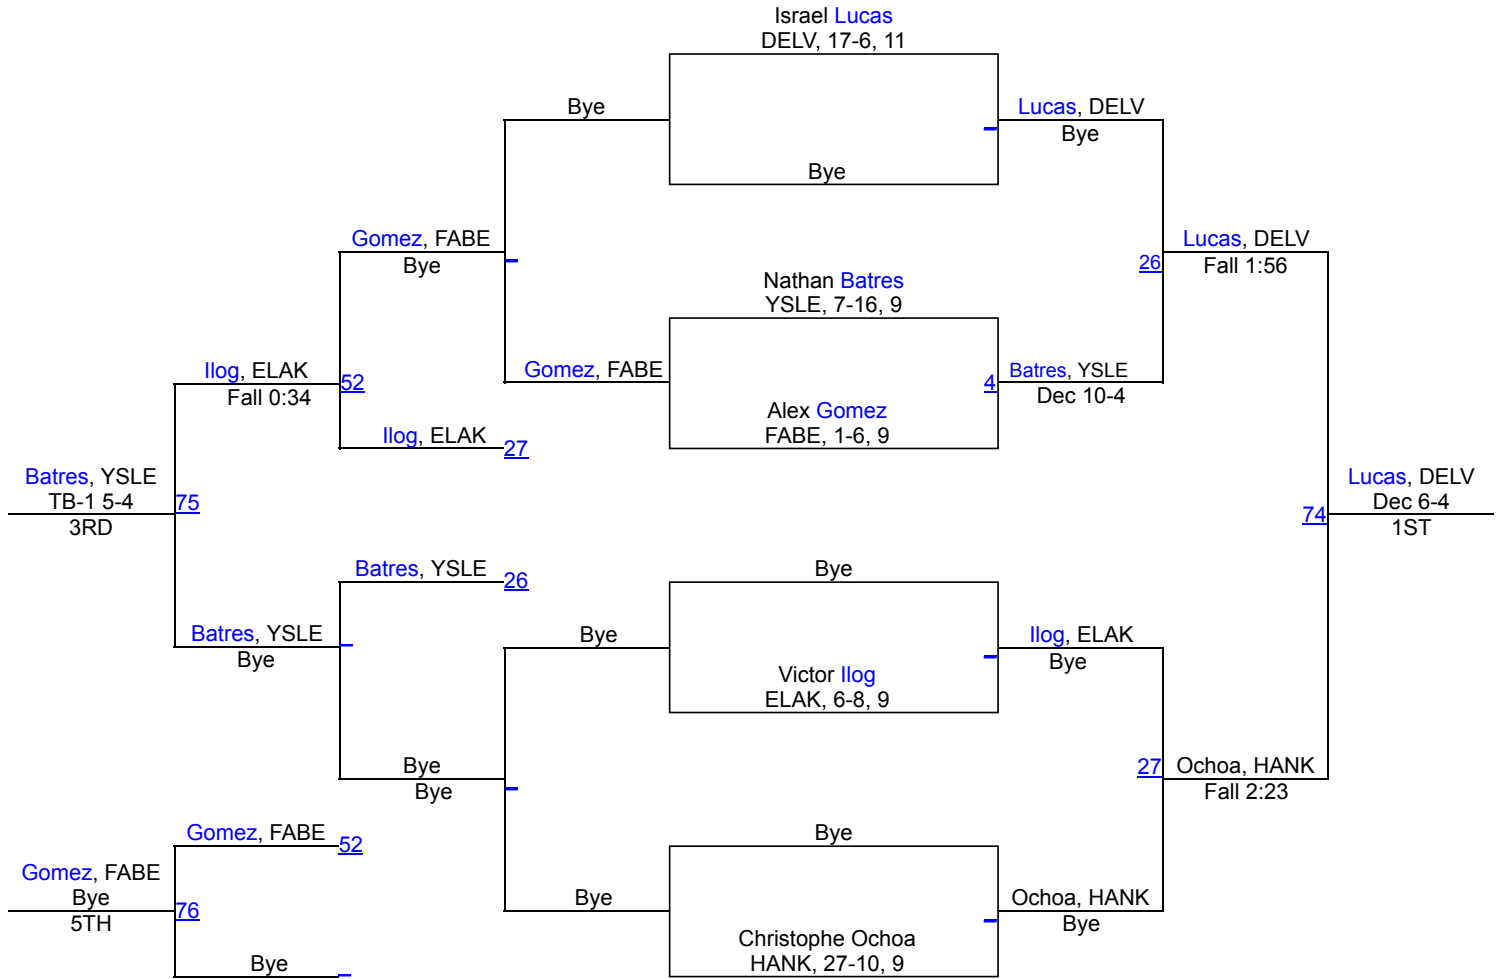 Israel Lucas
DELV, 17-6, 11
Bye
Lucas, DELV
Bye
Bye
Gomez, FABE
Bye
Lucas, DELV
26
Fall 1:56
Nathan Batres
YSLE, 7-16, 9
Ilog, ELAK
52
Fall 0:34
Gomez, FABE
4
Batres, YSLE
Dec 10-4
Alex Gomez
FABE, 1-6, 9
Ilog, ELAK
27
Batres, YSLE
TB-1 5-4
75
3RD
Lucas, DELV
Dec 6-4
74
1ST
Batres, YSLE
26
Bye
Batres, YSLE
Bye
Bye
Ilog, ELAK
Bye
Victor Ilog
ELAK, 6-8, 9
Bye
Bye
27
Ochoa, HANK
Fall 2:23
Gomez, FABE
52
Bye
Gomez, FABE
Bye
76
5TH
Bye
Ochoa, HANK
Bye
Christophe Ochoa
HANK, 27-10, 9
Bye